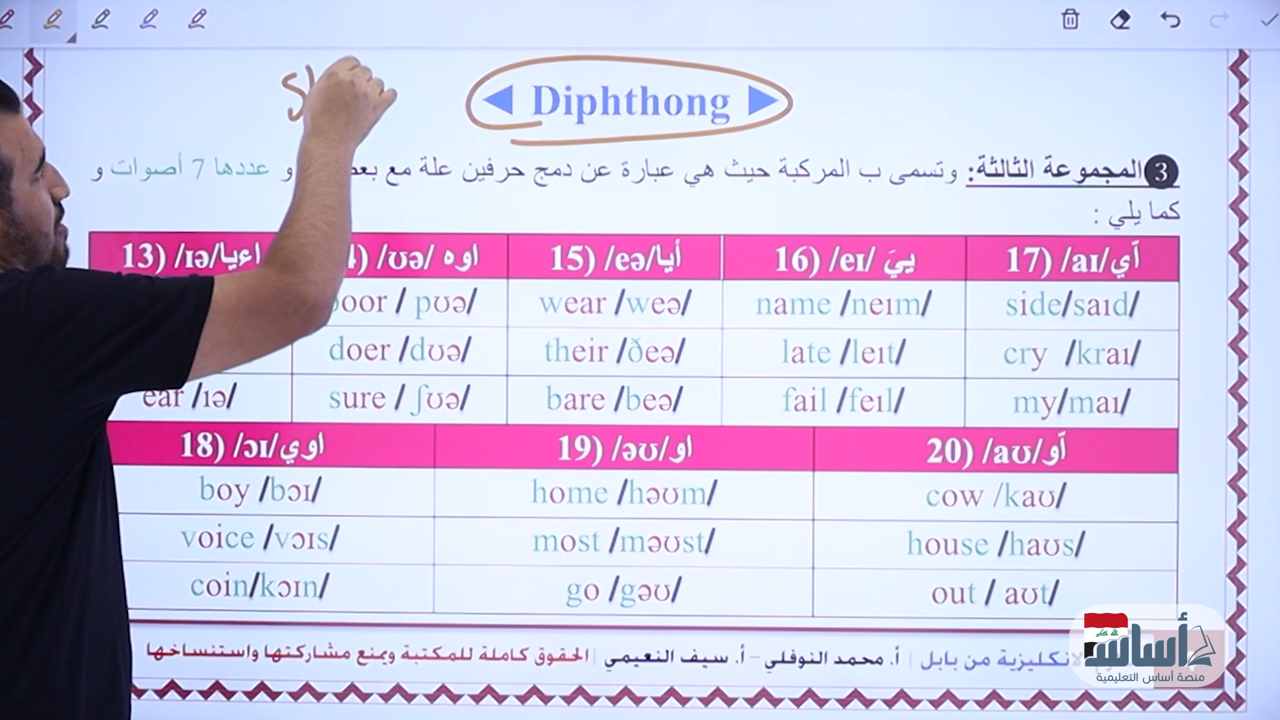 Diphthong
3 المجموعة الثالثة: وتسمى ب المركبة حيث هي عبارة عن دمج حرفين علة مع و عددها 7 أصوات و
كما يلي :
13) /ɪə/اءيا /ʊə/ اوه 15) /eə/أيا 16) /eɪ/ ييَ 17) /aɪ/آي
/pʊə/ wear /weə/ name /neɪm/ side/saɪd/
doer /dʊə/ their /ðeə/ late /leɪt/ cry /kraɪ/
ear /ɪə/ sure / ʃʊə/ bare /beə/ fail /feɪl/ my/maɪ/
18) /ɔɪ/اوي 19) /əʊ/او 20) /aʊ/آو
boy /bɔɪ/ home /həʊm/ cow /kaʊ/
voice /vɔɪs/ most /məʊst/ house /haʊs/
coin/kɔɪn/ go /gəʊ/ out / aʊt/
الانكليزية من بابل | أ. محمد النوفلي – أ. سيف النعيمي | الحقوق كاملة للمكتبة ويمنع مشاركتها واستنساخها
أساس
منصة أساس التعليمية